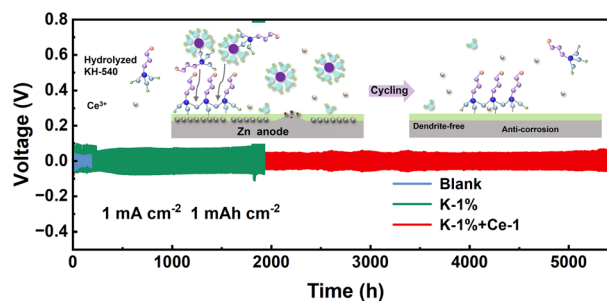 Voltage (V)
0.8
0.6
0.4
0.2
0.0
-0.2
-0.4
Hydrolyzed
KH-540
Ce³⁺
Zn anode
Cycling
Dendrite-free
Anti-corrosion
1 mA cm⁻² 1 mAh cm⁻²
Blank
K-1%
K-1%+Ce-1
0
1000
2000
3000
4000
5000
Time (h)